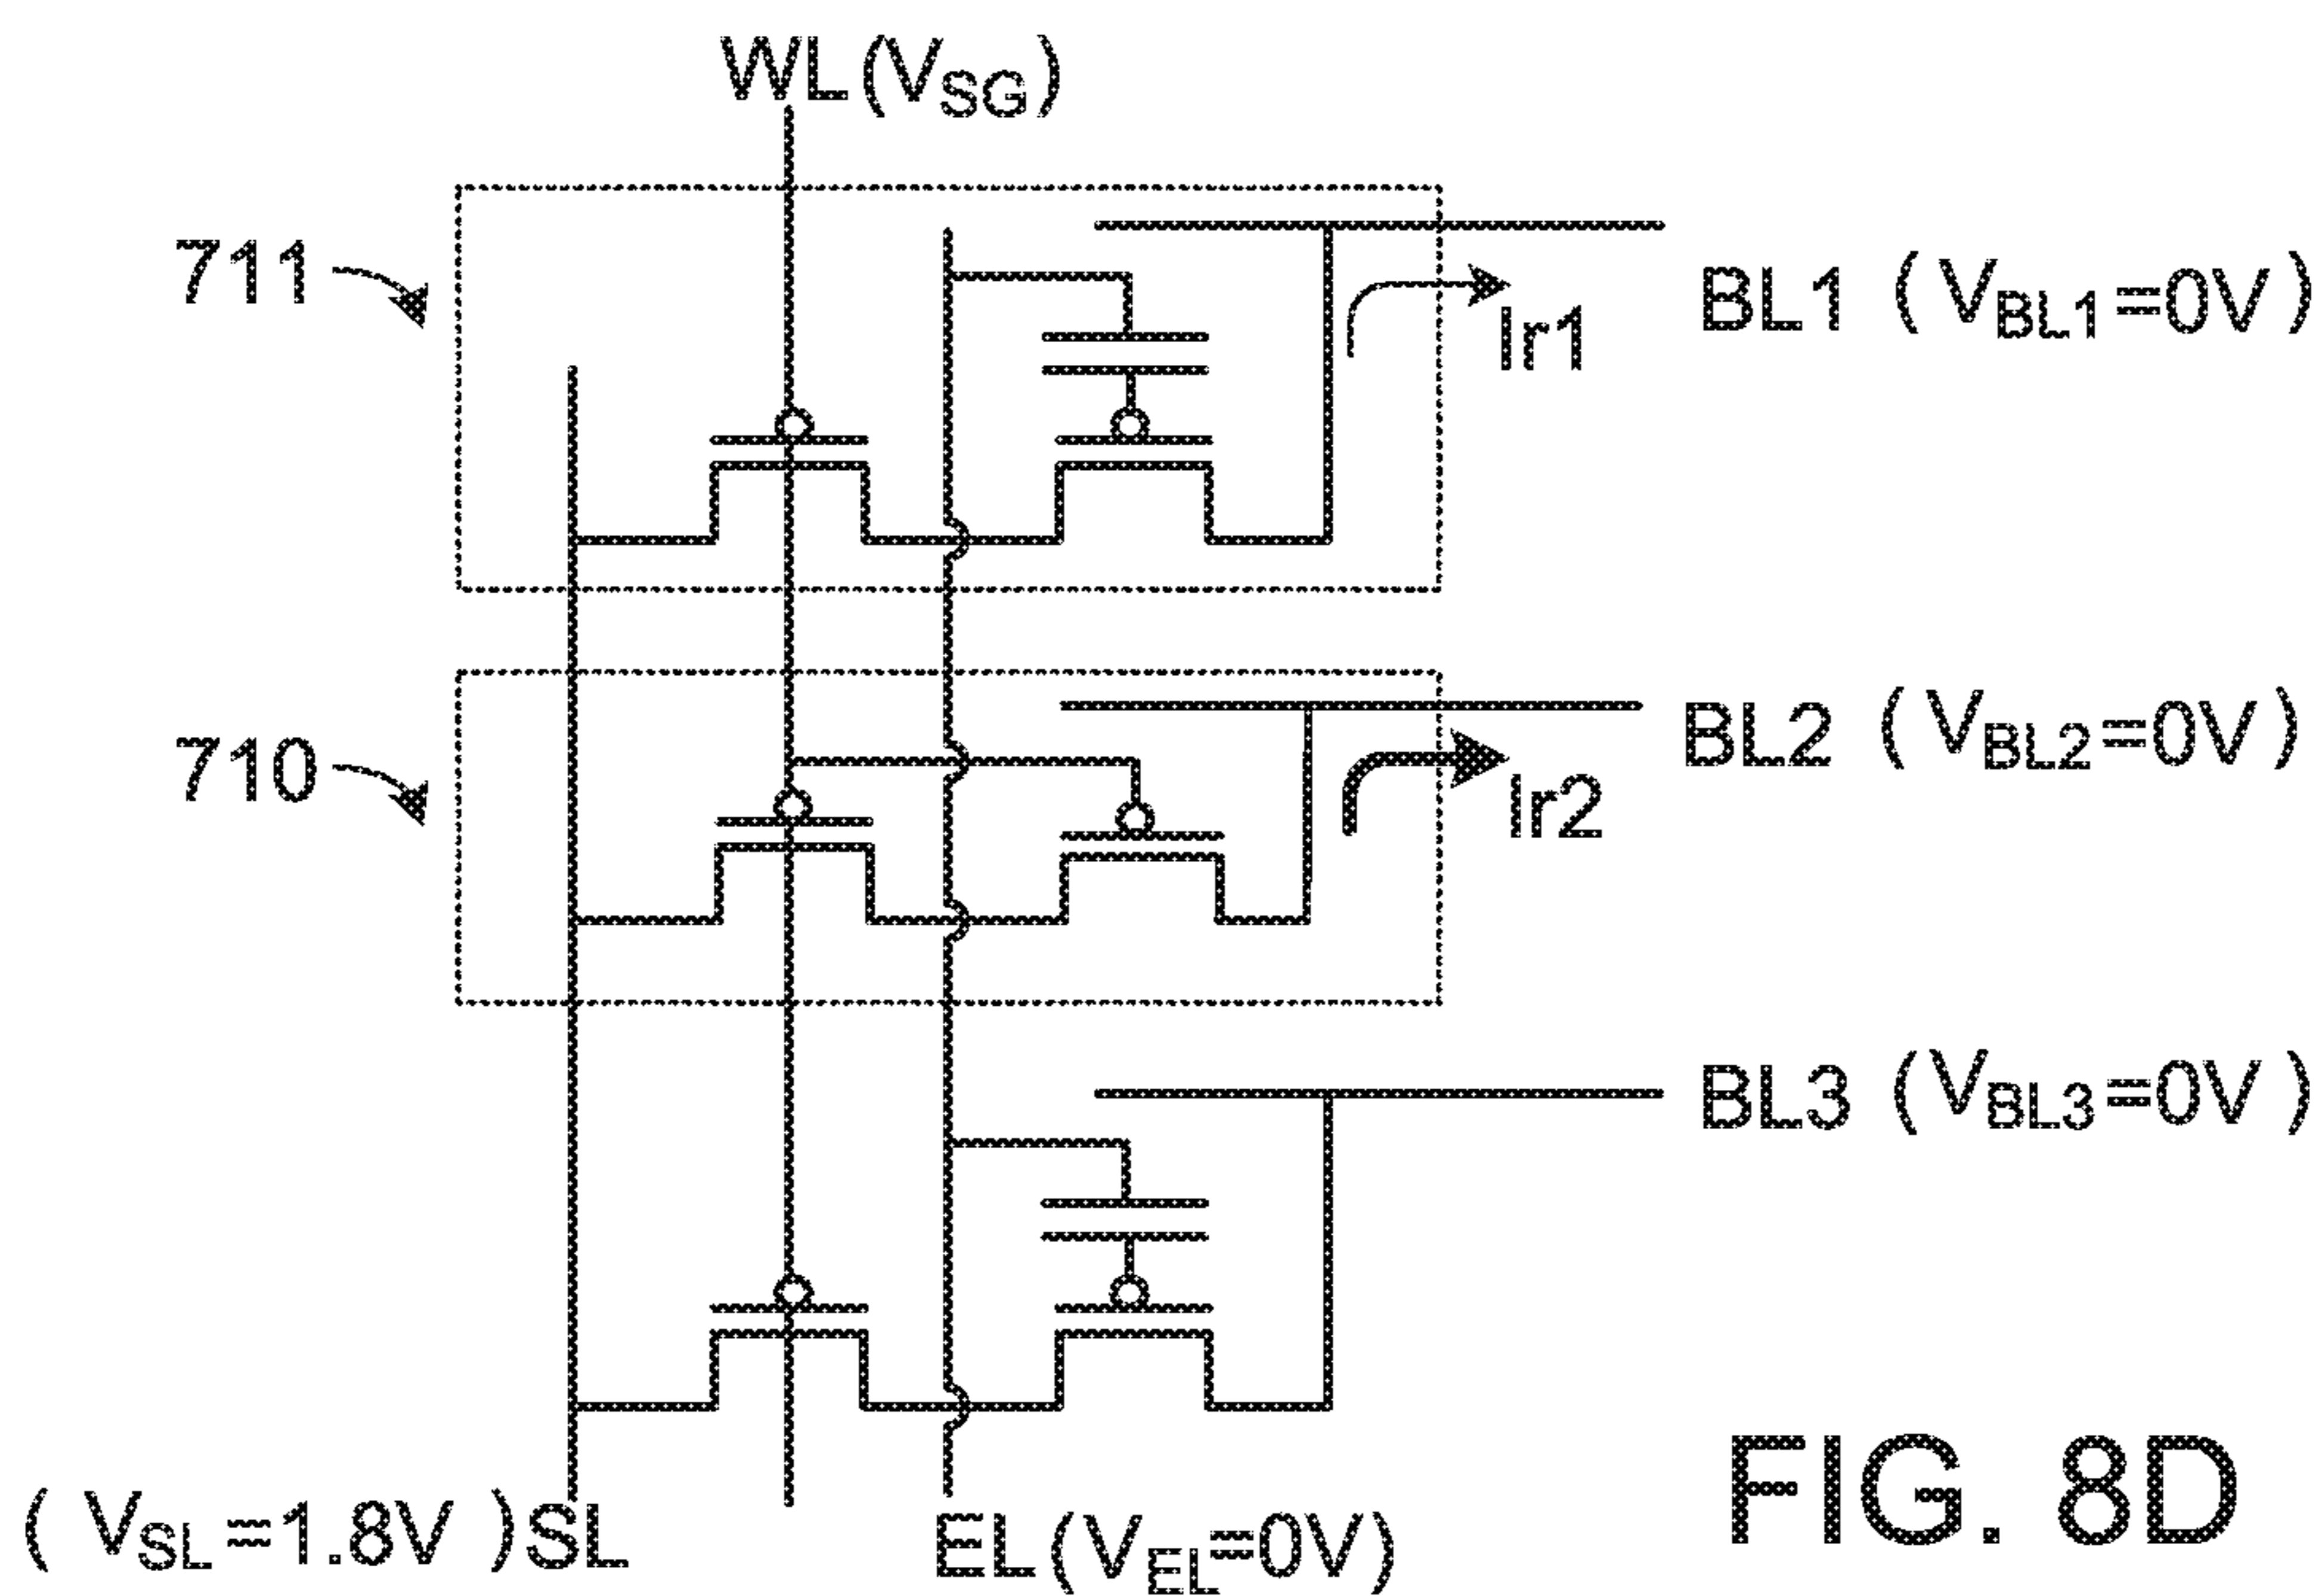 WL(VSG)
711
Ir1
BL1 (VBL1=0V)
710
Ir2
BL2 (VBL2=0V)
BL3 (VBL3=0V)
(VSL=1.8V)SL
EL(VEL=0V)
FIG. 8D